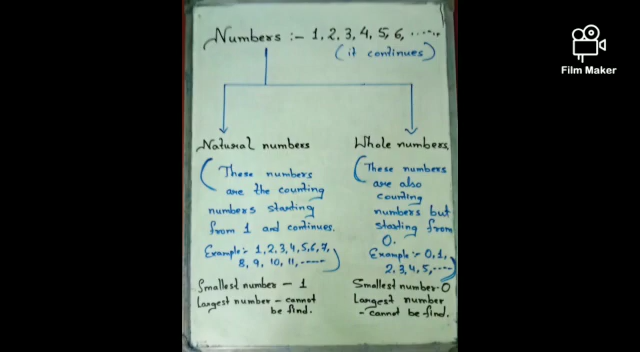 Numbers :- 1, 2, 3, 4, 5, 6, ......
(it continues)
Natural numbers
(These numbers
are the counting
numbers starting
from 1 and continues.
Example:- 1,2,3,4,5,6,7,
8, 9, 10, 11, ......)
Smallest number - 1
Largest number - cannot
be find.
Whole numbers
(These numbers
are also
counting
numbers but
starting from
0.
Example :- 0, 1,
2, 3, 4, 5, ....)
Smallest number-0
Largest number
- cannot be find.
Film Maker